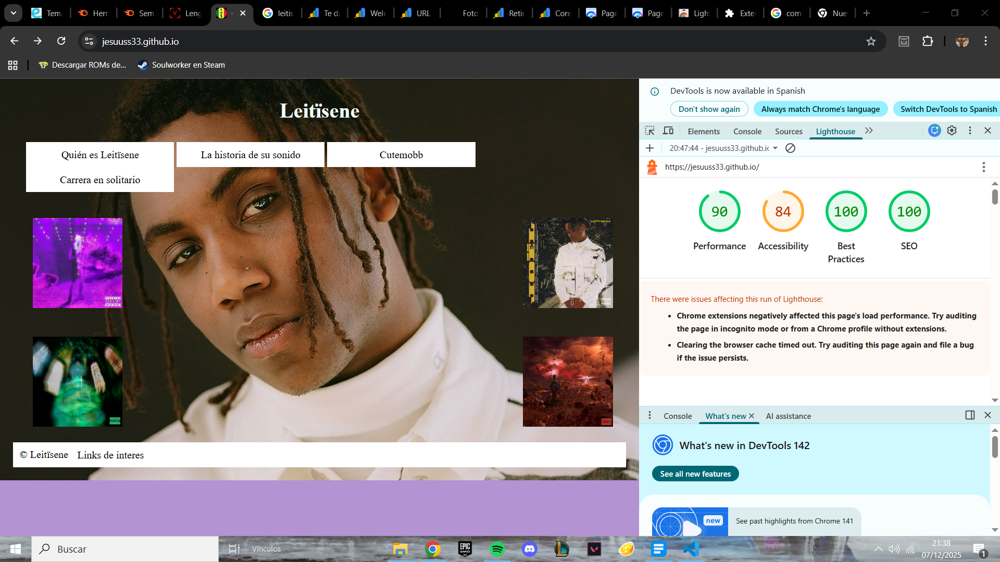 Tema
Herr
Sem
Leng
leitis
Te da
Welc
URL
Foto
Retir
Core
Page
Page
Light
Exte
com
Nue
jesuuss33.github.io
Descargar ROMs de...
Soulworker en Steam
Leitïsene
Quién es Leitïsene
La historia de su sonido
Cutemobb
Carrera en solitario
© Leitïsene
Links de interes
DevTools is now available in Spanish
Don't show again
Always match Chrome's language
Switch DevTools to Spanish
Elements
Console
Sources
Lighthouse
20:47:44 - jesuuss33.github.io
https://jesuuss33.github.io/
90
84
100
100
Performance
Accessibility
Best
Practices
SEO
There were issues affecting this run of Lighthouse:
Chrome extensions negatively affected this page's load performance. Try auditing
the page in incognito mode or from a Chrome profile without extensions.
Clearing the browser cache timed out. Try auditing this page again and file a bug
if the issue persists.
Console
What's new
AI assistance
What's new in DevTools 142
See all new features
new
See past highlights from Chrome 141
Buscar
Vínculos
EPIC
GAMES
21:38
07/12/2025
1